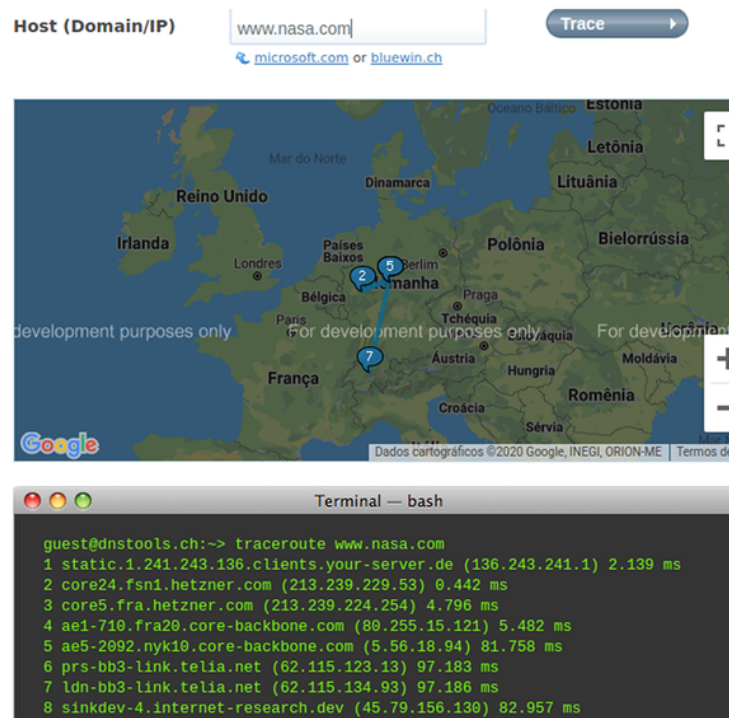 Host (Domain/IP)
www.nasa.com
Trace
microsoft.com or bluewin.ch
Oceano Báltico
Estônia
Letônia
Mar do Norte
Dinamarca
Lituânia
Reino Unido
Irlanda
Países
Baixos
Polônia
Bielorrússia
Londres
Berlim
2
5
Bélgica
Praga
Paris
Tchéquia
development purposes only
For development purposes only
For development
7
Áustria
Moldávia
França
Hungria
Romênia
Croácia
Sérvia
Google
Dados cartográficos ©2020 Google, INEGI, ORION-ME
Termos de
Terminal — bash
guest@dnstools.ch:~> traceroute www.nasa.com
1 static.1.241.243.136.clients.your-server.de (136.243.241.1) 2.139 ms
2 core24.fsn1.hetzner.com (213.239.229.53) 0.442 ms
3 core5.fra.hetzner.com (213.239.224.254) 4.796 ms
4 ae1-710.fra20.core-backbone.com (80.255.15.121) 5.482 ms
5 ae5-2092.nyk10.core-backbone.com (5.56.18.94) 81.758 ms
6 prs-bb3-link.telia.net (62.115.123.13) 97.183 ms
7 ldn-bb3-link.telia.net (62.115.134.93) 97.186 ms
8 sinkdev-4.internet-research.dev (45.79.156.130) 82.957 ms